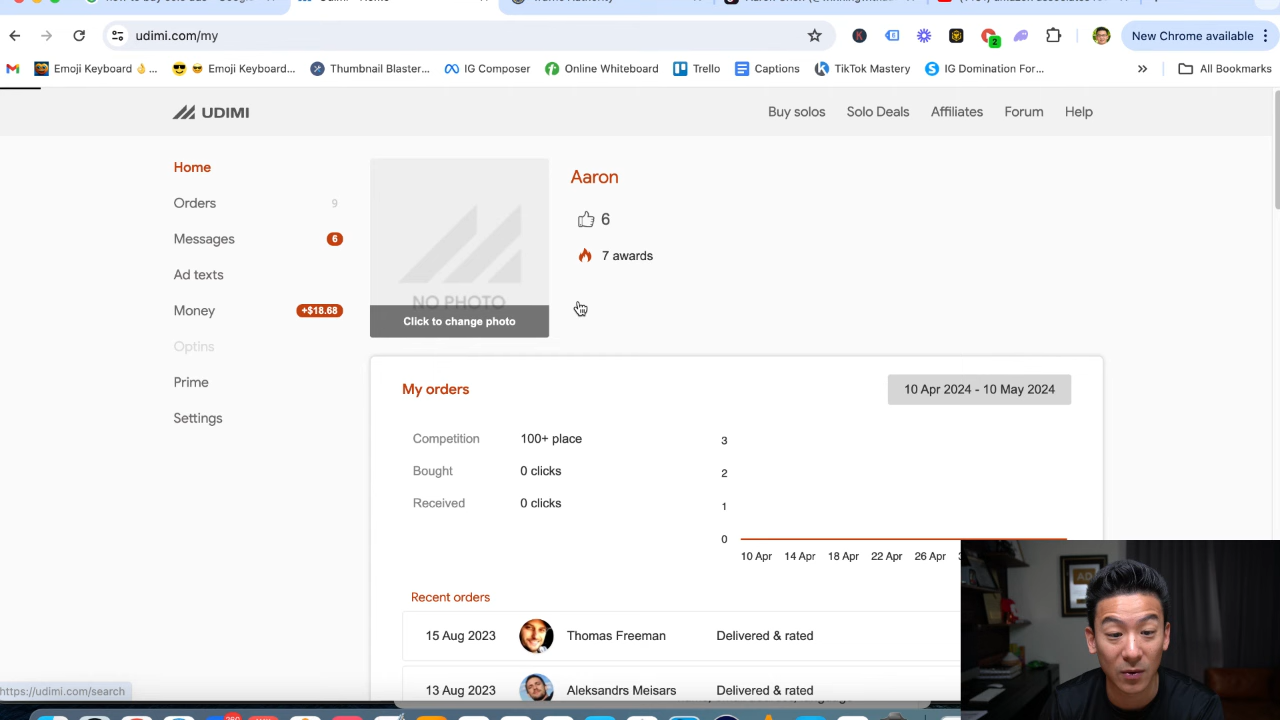 udimi.com/my
New Chrome available
2
Emoji Keyboard 👌...
Emoji Keyboard...
Thumbnail Blaster...
IG Composer
Online Whiteboard
Trello
Captions
TikTok Mastery
IG Domination For...
All Bookmarks
UDIMI
Buy solos
Solo Deals
Affiliates
Forum
Help
Home
Orders 9
Messages 6
Ad texts
Money +$18.68
Optins
Prime
Settings
NO PHOTO
Click to change photo
Aaron
6
7 awards
My orders
10 Apr 2024 - 10 May 2024
Competition 100+ place
Bought 0 clicks
Received 0 clicks
3
2
1
0
10 Apr 14 Apr 18 Apr 22 Apr 26 Apr
Recent orders
15 Aug 2023 Thomas Freeman Delivered & rated
13 Aug 2023 Aleksandrs Meisars Delivered & rated
https://udimi.com/search